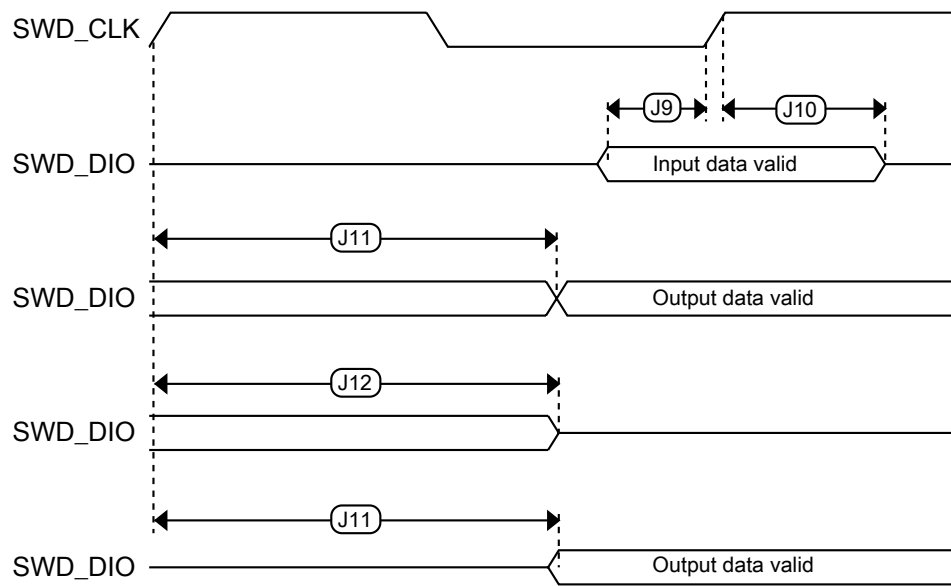 SWD_CLK
J9
J10
SWD_DIO
Input data valid
J11
SWD_DIO
Output data valid
J12
SWD_DIO
J11
SWD_DIO
Output data valid